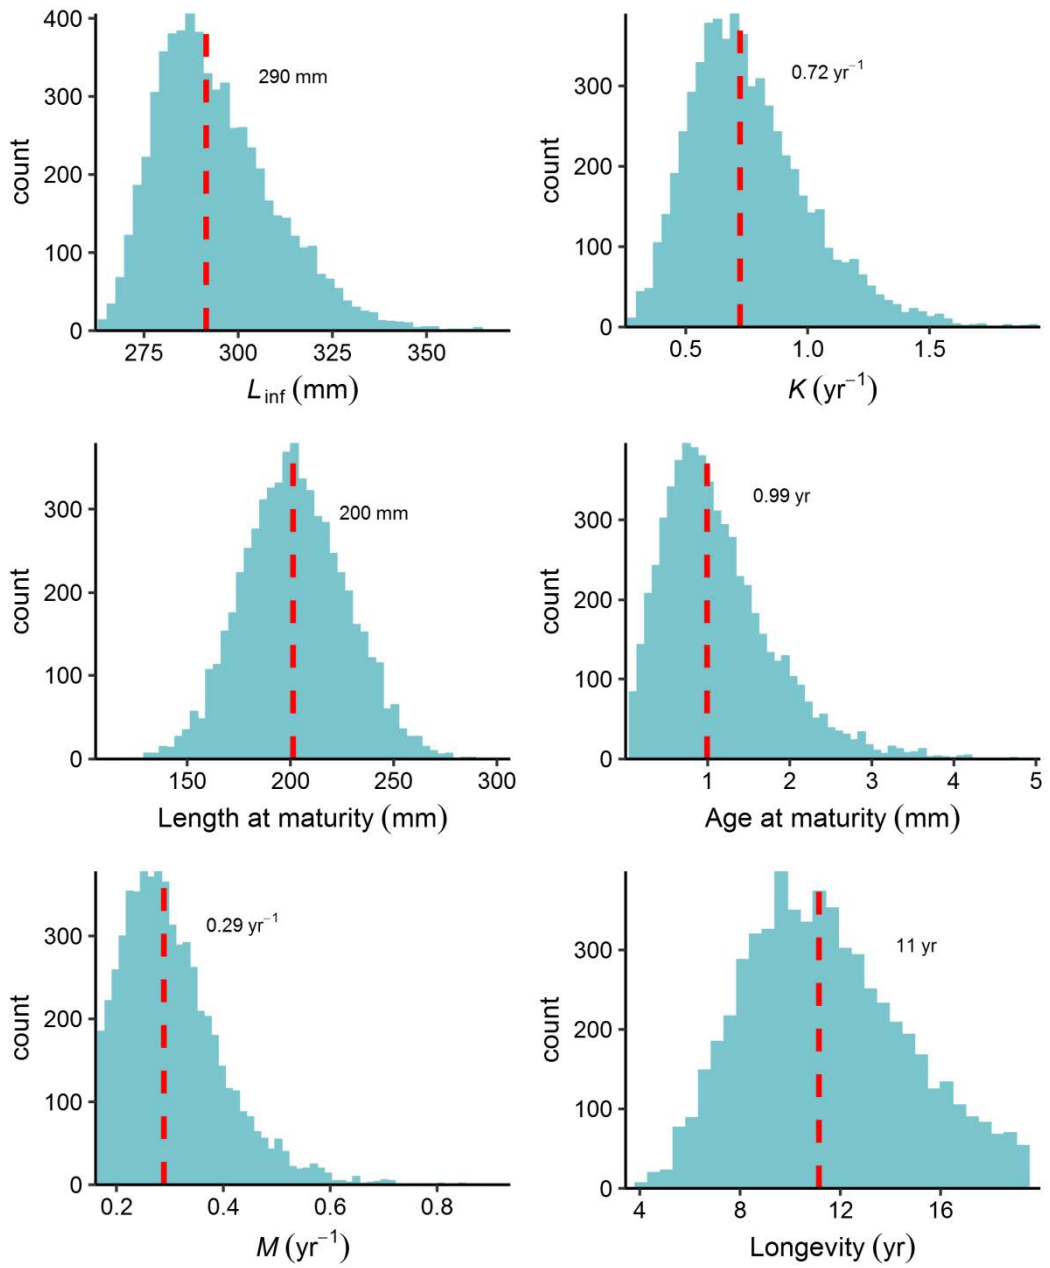 400
300
200
100
0
count
290 mm
275 300 325 350
L_inf (mm)
300
200
100
0
count
0.72 yr⁻¹
0.5 1.0 1.5
K (yr⁻¹)
300
200
100
0
count
200 mm
150 200 250 300
Length at maturity (mm)
300
200
100
0
count
0.99 yr
1 2 3 4 5
Age at maturity (mm)
300
200
100
0
count
0.29 yr⁻¹
0.2 0.4 0.6 0.8
M (yr⁻¹)
300
200
100
0
count
11 yr
4 8 12 16
Longevity (yr)